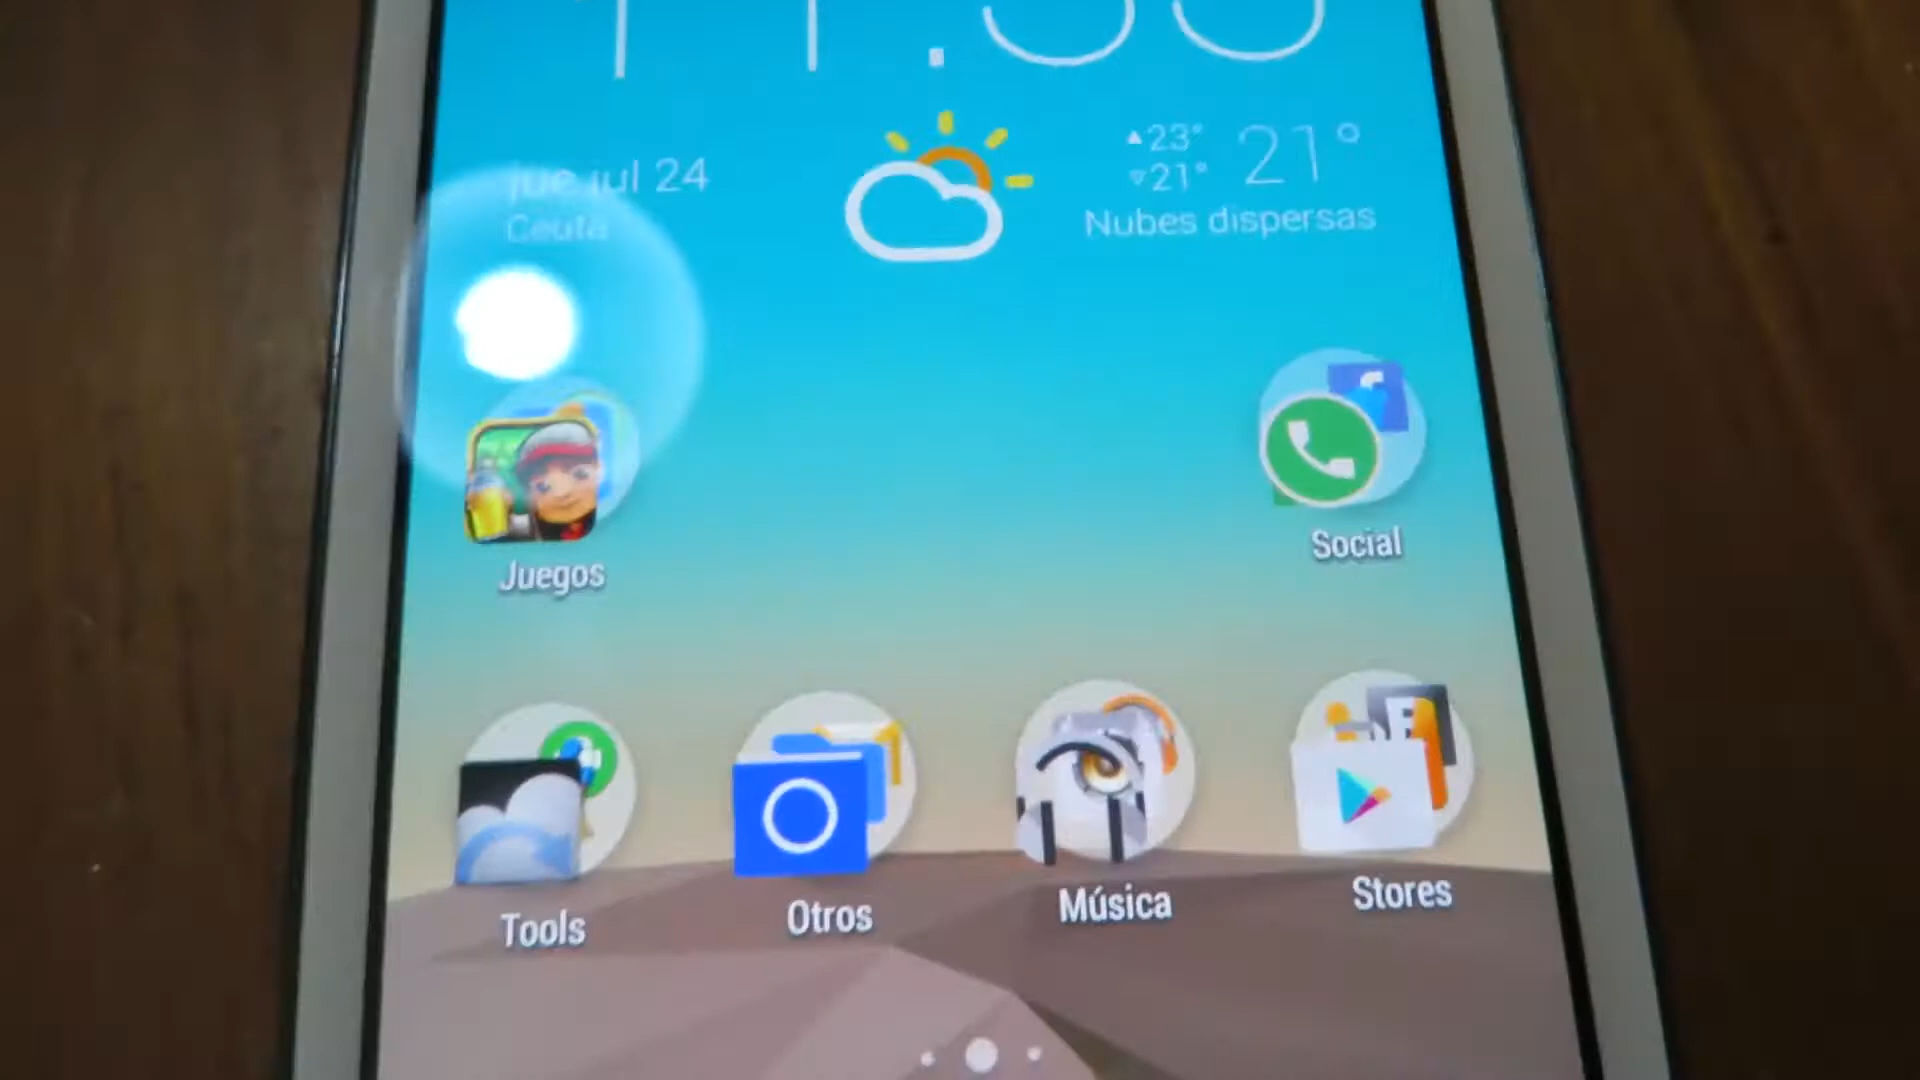 jue jul 24
Ceuta
23° 21°
21°
Nubes dispersas
Juegos
Social
Tools
Otros
Música
Stores